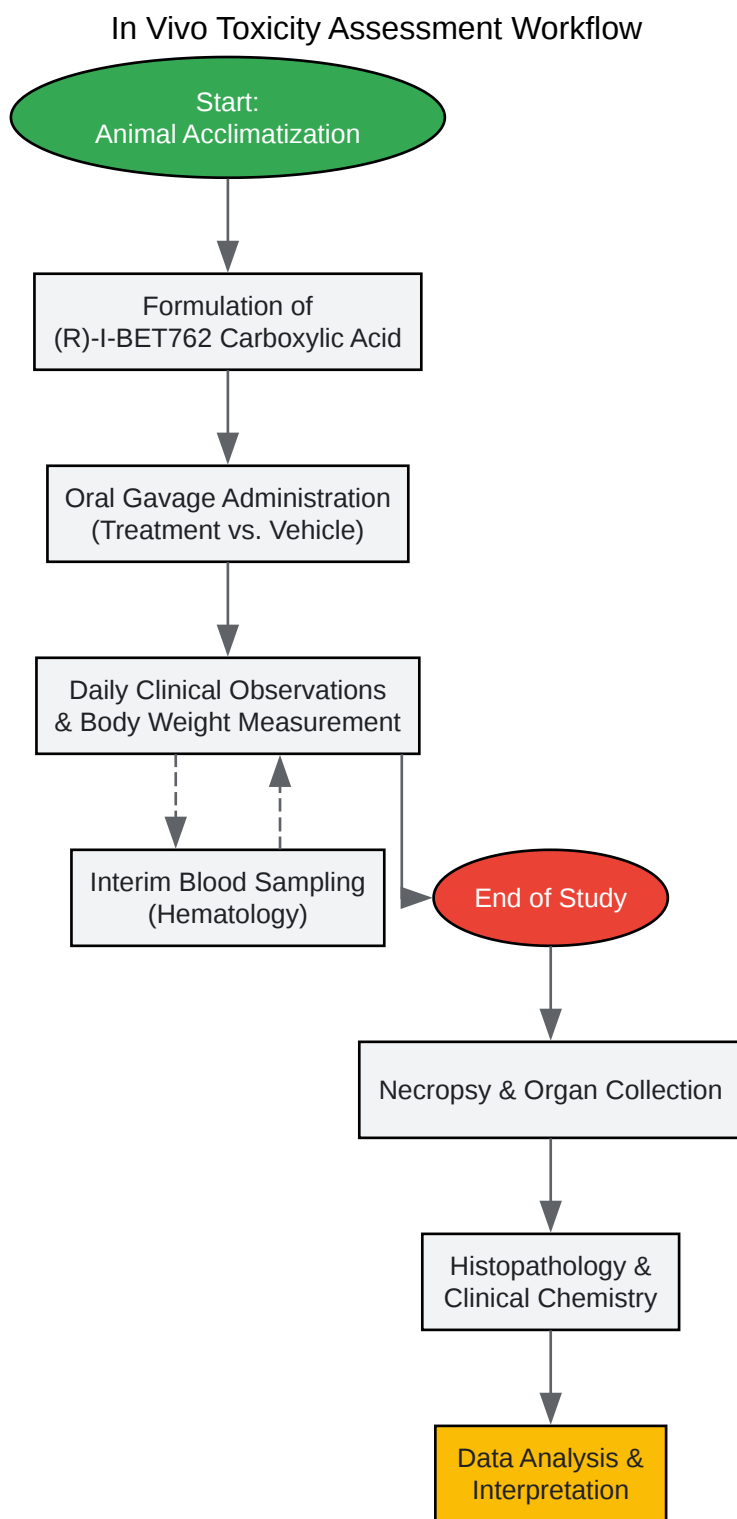 In Vivo Toxicity Assessment Workflow
Start:
Animal Acclimatization
Formulation of
(R)-I-BET762 Carboxylic Acid
Oral Gavage Administration
(Treatment vs. Vehicle)
Daily Clinical Observations
& Body Weight Measurement
Interim Blood Sampling
(Hematology)
End of Study
Necropsy & Organ Collection
Histopathology &
Clinical Chemistry
Data Analysis &
Interpretation